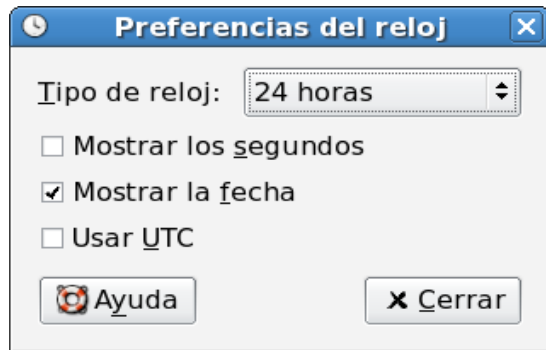 Preferencias del reloj
Tipo de reloj: 24 horas
Mostrar los segundos
Mostrar la fecha
Usar UTC
Ayuda Cerrar